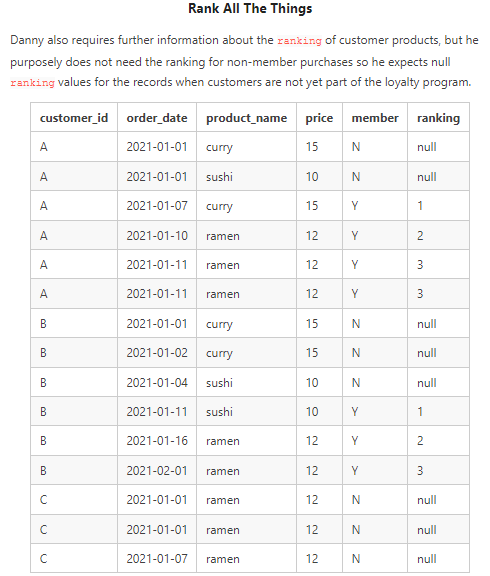 Rank All The Things
Danny also requires further information about the ranking of customer products, but he
purposely does not need the ranking for non-member purchases so he expects null
ranking values for the records when customers are not yet part of the loyalty program.
customer_id order_date product_name price member ranking
A 2021-01-01 curry 15 N null
A 2021-01-01 sushi 10 N null
A 2021-01-07 curry 15 Y 1
A 2021-01-10 ramen 12 Y 2
A 2021-01-11 ramen 12 Y 3
A 2021-01-11 ramen 12 Y 3
B 2021-01-01 curry 15 N null
B 2021-01-02 curry 15 N null
B 2021-01-04 sushi 10 N null
B 2021-01-11 sushi 10 Y 1
B 2021-01-16 ramen 12 Y 2
B 2021-02-01 ramen 12 Y 3
C 2021-01-01 ramen 12 N null
C 2021-01-01 ramen 12 N null
C 2021-01-07 ramen 12 N null